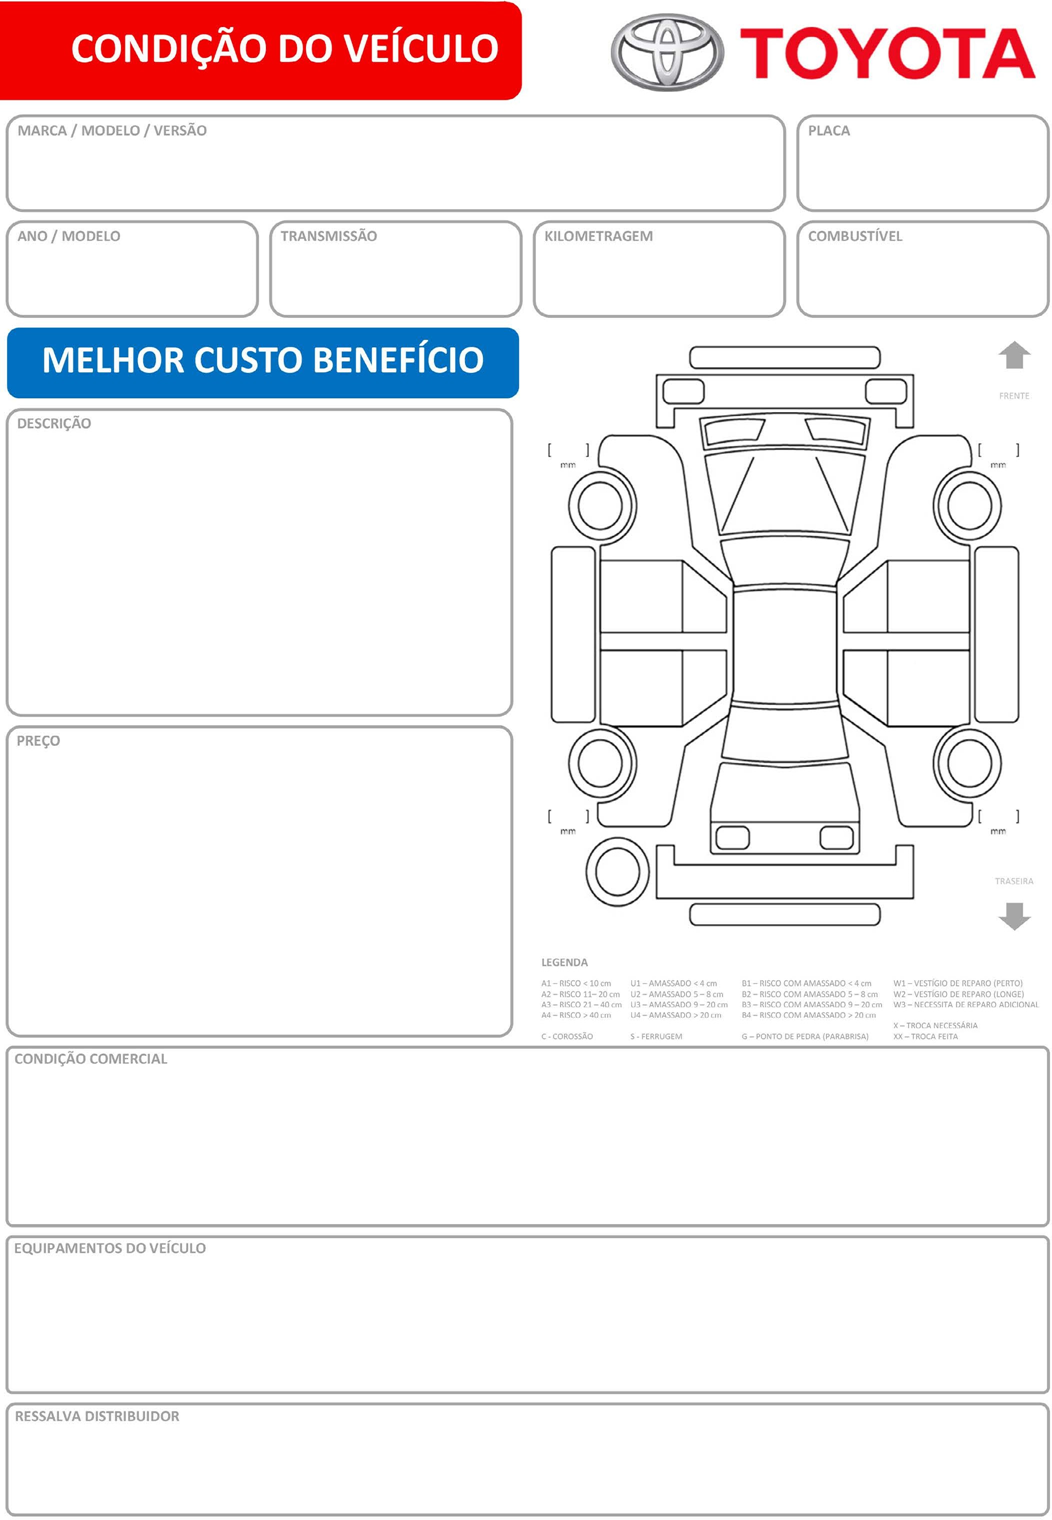 CONDIÇÃO DO VEÍCULO
TOYOTA
MARCA / MODELO / VERSÃO
PLACA
ANO / MODELO
TRANSMISSÃO
KILOMETRAGEM
COMBUSTÍVEL
MELHOR CUSTO BENEFÍCIO
DESCRIÇÃO
FRENTE
[ ]
mm
[ ]
mm
PREÇO
[ ]
mm
[ ]
mm
TRASEIRA
LEGENDA
A1 – RISCO < 10 cm U1 – AMASSADO < 4 cm B1 – RISCO COM AMASSADO < 4 cm W1 – VESTÍGIO DE REPARO (PERTO)
A2 – RISCO 11– 20 cm U2 – AMASSADO 5 – 8 cm B2 – RISCO COM AMASSADO 5 – 8 cm W2 – VESTÍGIO DE REPARO (LONGE)
A3 – RISCO 21 – 40 cm U3 – AMASSADO 9 – 20 cm B3 – RISCO COM AMASSADO 9 – 20 cm W3 – NECESSITA DE REPARO ADICIONAL
A4 – RISCO > 40 cm U4 – AMASSADO > 20 cm B4 – RISCO COM AMASSADO > 20 cm
X – TROCA NECESSÁRIA
C - COROSSÃO S - FERRUGEM G – PONTO DE PEDRA (PARABRISA) XX – TROCA FEITA
CONDIÇÃO COMERCIAL
EQUIPAMENTOS DO VEÍCULO
RESSALVA DISTRIBUIDOR